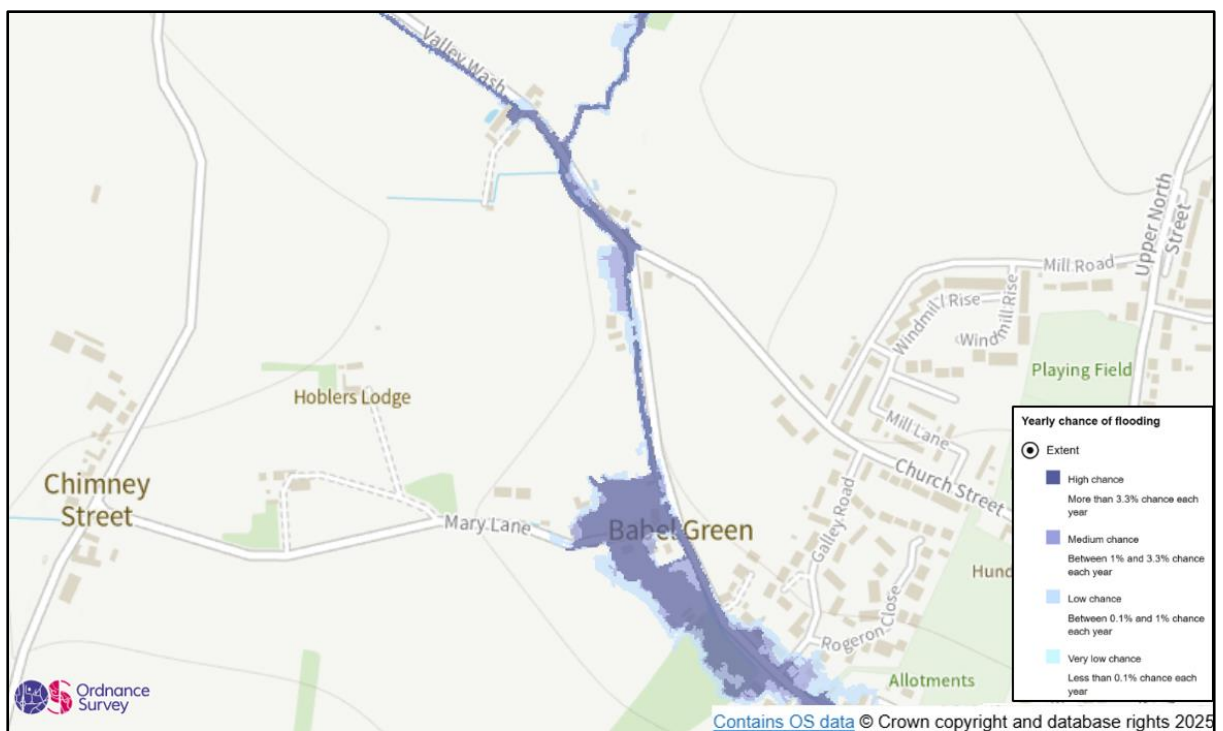 Valley Wash
Upper North
Street
Mill Road
Windmill Rise
Windmill Rise
Playing Field
Hoblers Lodge
Mill Lane
Chimney
Street
Church Street
Mary Lane
Babel Green
Galley Road
Hund
Rogeron Close
Allotments
Yearly chance of flooding
Extent
High chance
More than 3.3% chance each
year
Medium chance
Between 1% and 3.3% chance
each year
Low chance
Between 0.1% and 1% chance
each year
Very low chance
Less than 0.1% chance each
year
OS Ordnance
Survey
Contains OS data © Crown copyright and database rights 2025